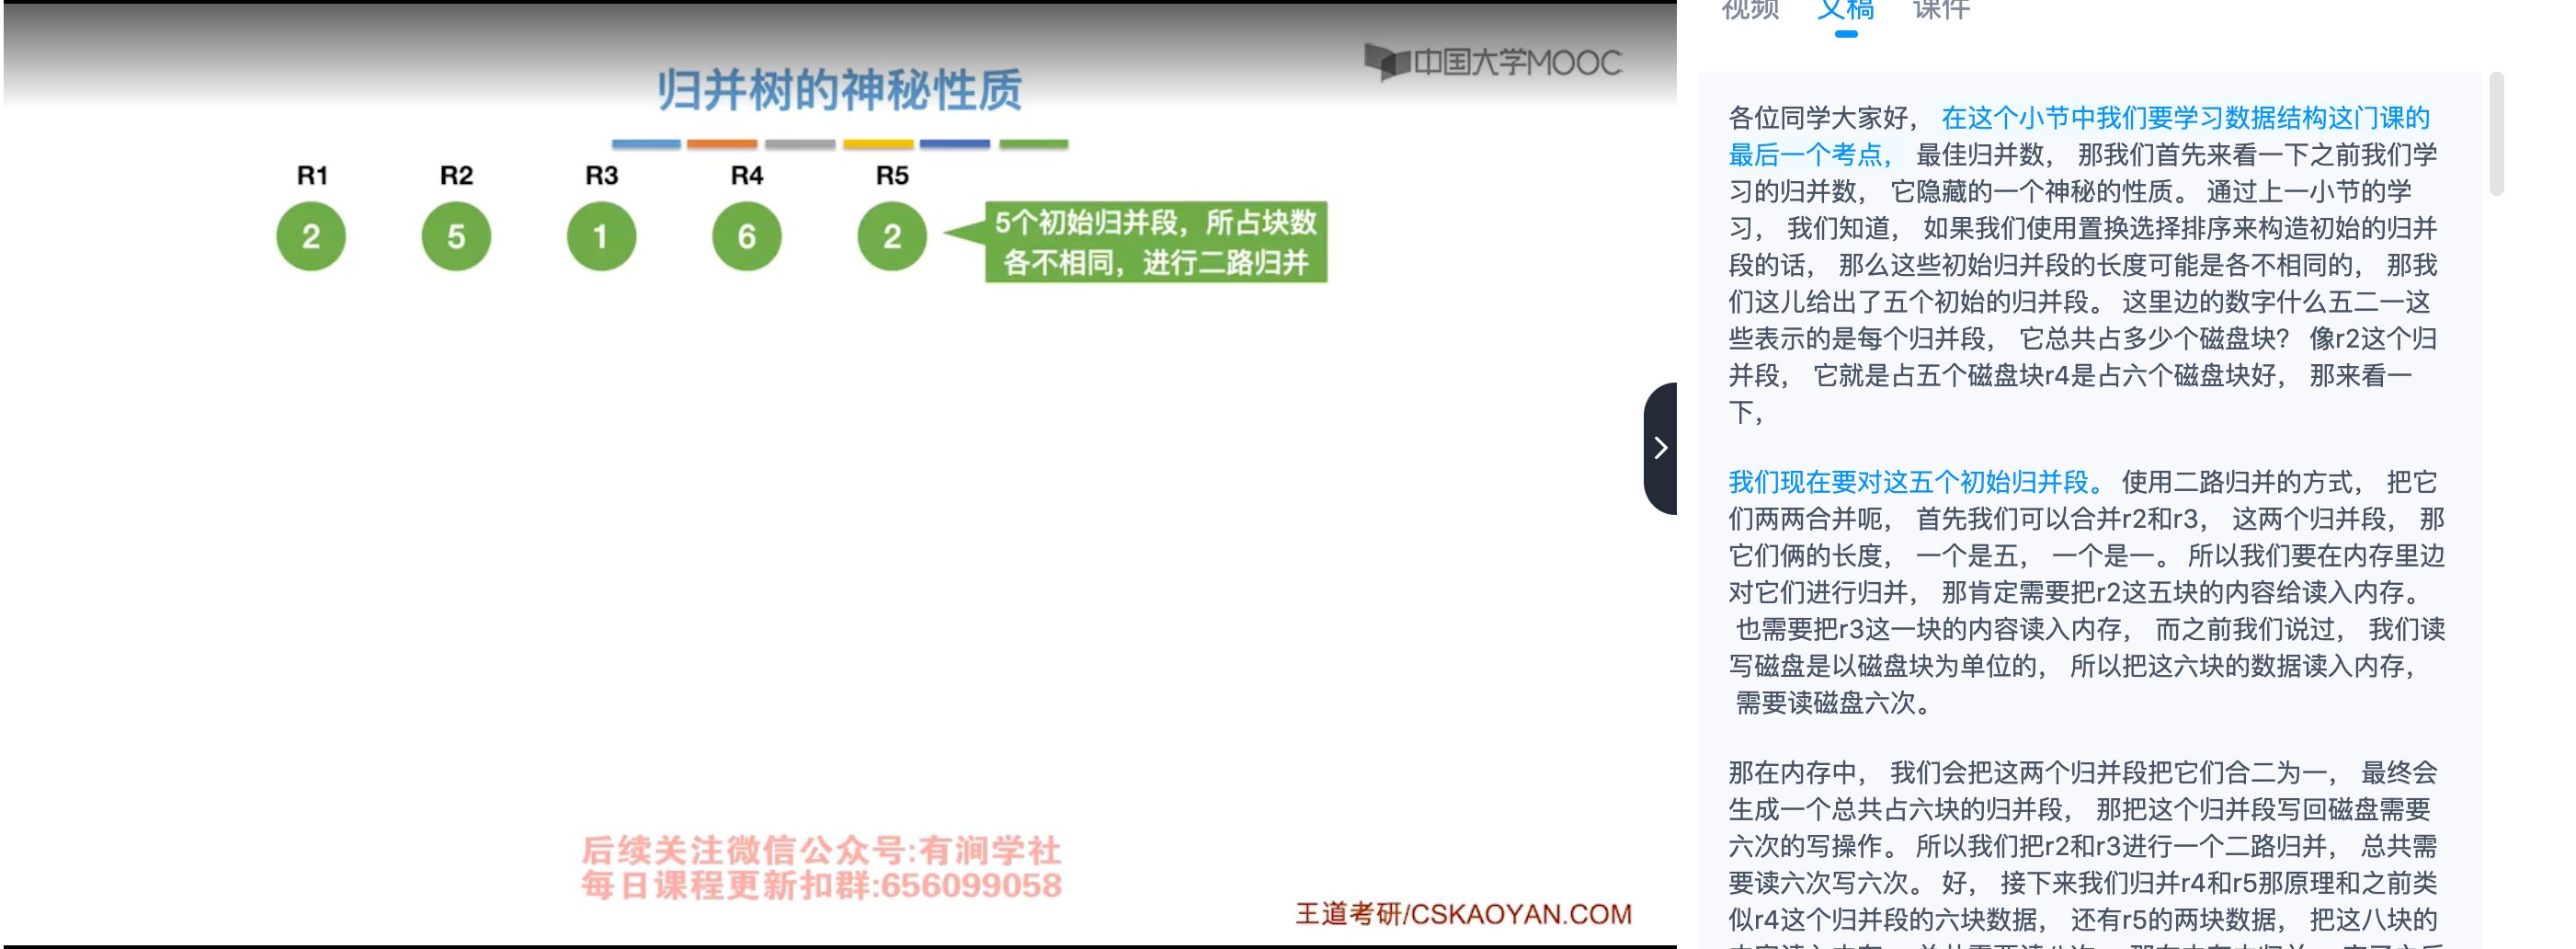 中国大学MOOC
归并树的神秘性质
R1 R2 R3 R4 R5
2 5 1 6 2
5个初始归并段，所占块数
各不相同，进行二路归并
后续关注微信公众号:有涧学社
每日课程更新扣群:656099058
王道考研/CSKAOYAN.COM
视频 文稿 课件
各位同学大家好， 在这个小节中我们要学习数据结构这门课的
最后一个考点， 最佳归并数， 那我们首先来看一下之前我们学
习的归并数， 它隐藏的一个神秘的性质。 通过上一小节的学
习， 我们知道， 如果我们使用置换选择排序来构造初始的归并
段的话， 那么这些初始归并段的长度可能是各不相同的， 那我
们这儿给出了五个初始的归并段。 这里边的数字什么五二一这
些表示的是每个归并段， 它总共占多少个磁盘块？ 像r2这个归
并段， 它就是占五个磁盘块r4是占六个磁盘块好， 那来看一
下，
我们现在要对这五个初始归并段。 使用二路归并的方式， 把它
们两两合并呃， 首先我们可以合并r2和r3， 这两个归并段， 那
它们俩的长度， 一个是五， 一个是一。 所以我们要在内存里边
对它们进行归并， 那肯定需要把r2这五块的内容给读入内存。
也需要把r3这一块的内容读入内存， 而之前我们说过， 我们读
写磁盘是以磁盘块为单位的， 所以把这六块的数据读入内存，
需要读磁盘六次。
那在内存中， 我们会把这两个归并段把它们合二为一， 最终会
生成一个总共占六块的归并段， 那把这个归并段写回磁盘需要
六次的写操作。 所以我们把r2和r3进行一个二路归并， 总共需
要读六次写六次。 好， 接下来我们归并r4和r5那原理和之前类
似r4这个归并段的六块数据， 还有r5的两块数据， 把这八块的